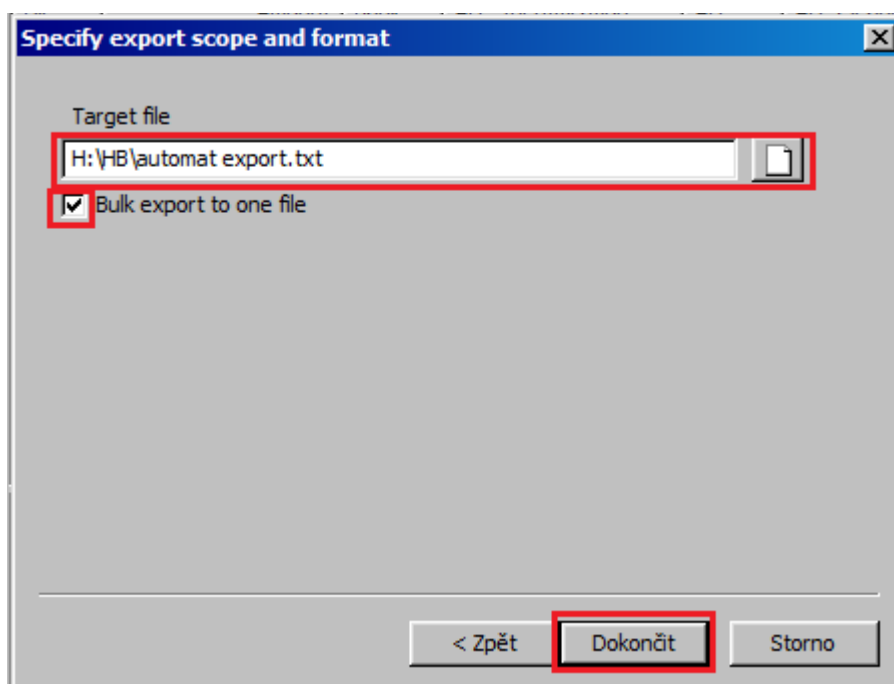 Specify export scope and format
Target file
H:\HB\automat export.txt
Bulk export to one file
< Zpět
Dokončit
Storno